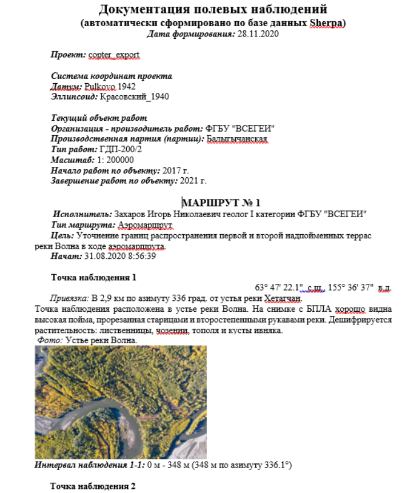 Документация полевых наблюдений
(автоматически сформировано по базе данных Sherpa)
Дата формирования: 28.11.2020
Проект: copter_export
Система координат проекта
Датум: Pulkovo 1942
Эллипсоид: Красовский_1940
Текущий объект работ
Организация - производитель работ: ФГБУ "ВСЕГЕИ"
Производственная партия (партии): Балыгычанская
Тип работ: ГДП-200/2
Масштаб: 1: 200000
Начало работ по объекту: 2017 г.
Завершение работ по объекту: 2021 г.
МАРШРУТ № 1
Исполнитель: Захаров Игорь Николаевич геолог I категории ФГБУ "ВСЕГЕИ"
Тип маршрута: Аэромаршрут
Цель: Уточнение границ распространения первой и второй надпойменных террас
реки Волна в ходе аэромаршрута.
Начат: 31.08.2020 8:56:39
Точка наблюдения 1
63° 47' 22.1" с.ш., 155° 36' 37" в.д.
Привязка: В 2,9 км по азимуту 336 град. от устья реки Хетагчан.
Точка наблюдения расположена в устье реки Волна. На снимке с БПЛА хорошо видна
высокая пойма, прорезанная старицами и второстепенными рукавами реки. Дешифрируется
растительность: лиственницы, чозении, тополя и кусты ивняка.
Фото: Устье реки Волна.
Интервал наблюдения 1-1: 0 м - 348 м (348 м по азимуту 336.1°)
Точка наблюдения 2